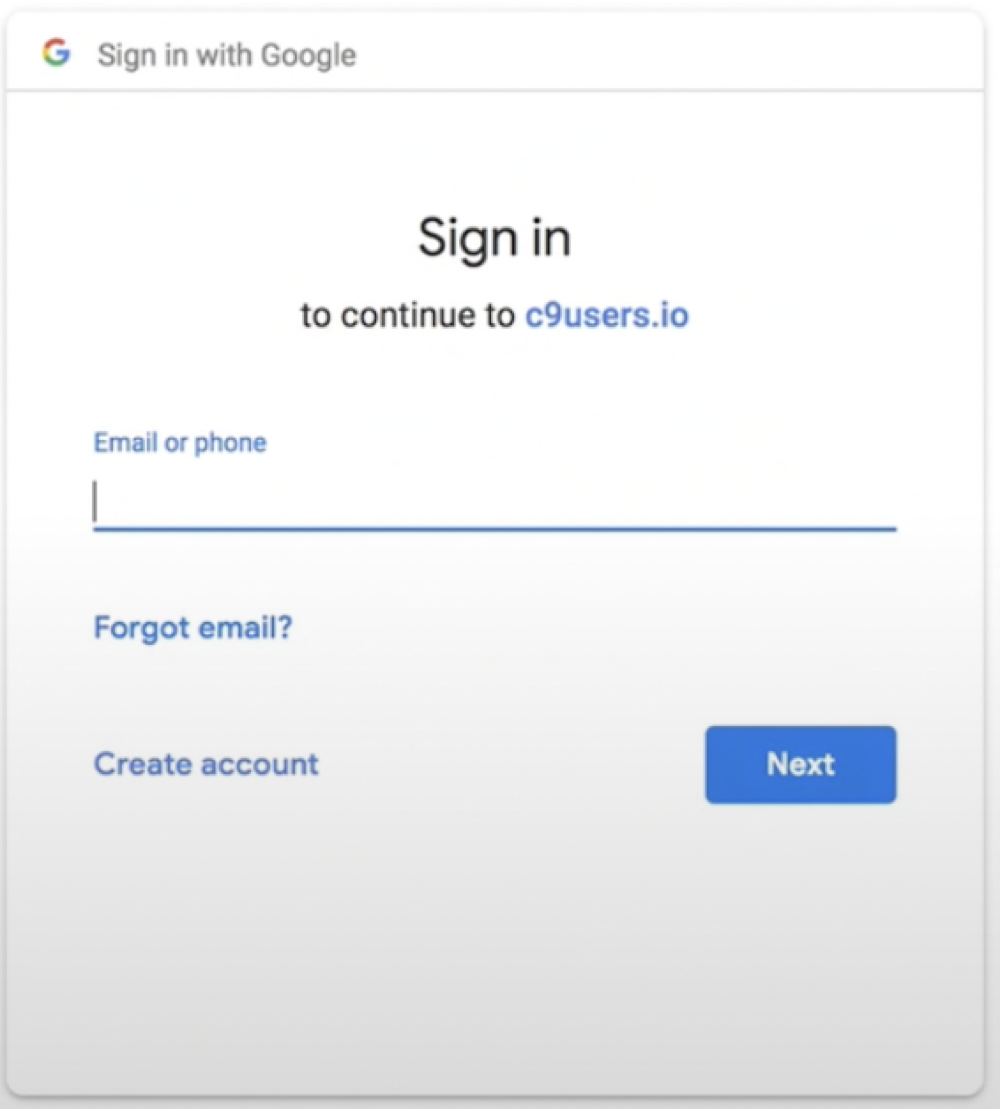 Sign in with Google
Sign in
to continue to c9users.io
Email or phone
Forgot email?
Create account
Next